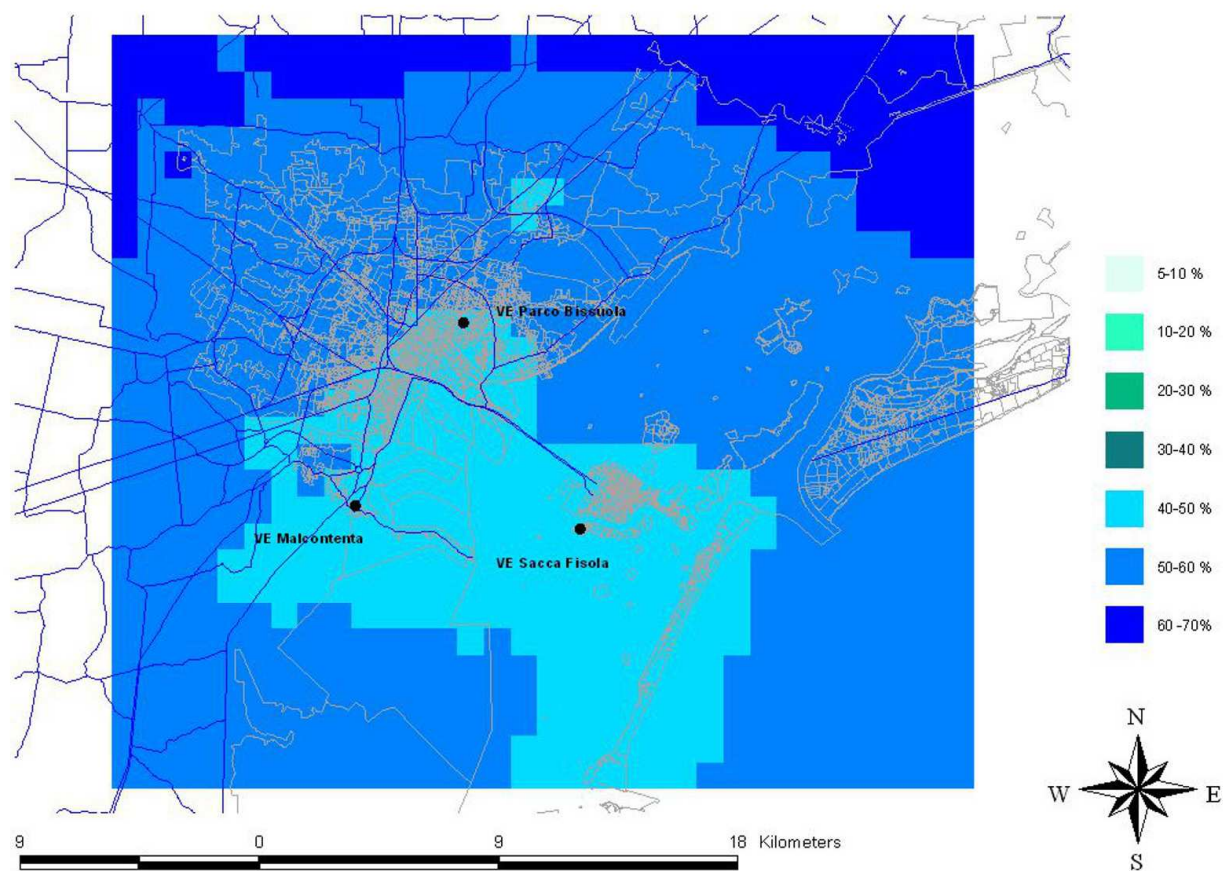 VE Parco Bissuola
VE Malcontenta
VE Sacca Fisola
5-10 %
10-20 %
20-30 %
30-40 %
40-50 %
50-60 %
60 -70%
N
W E
S
9 0 9 18 Kilometers